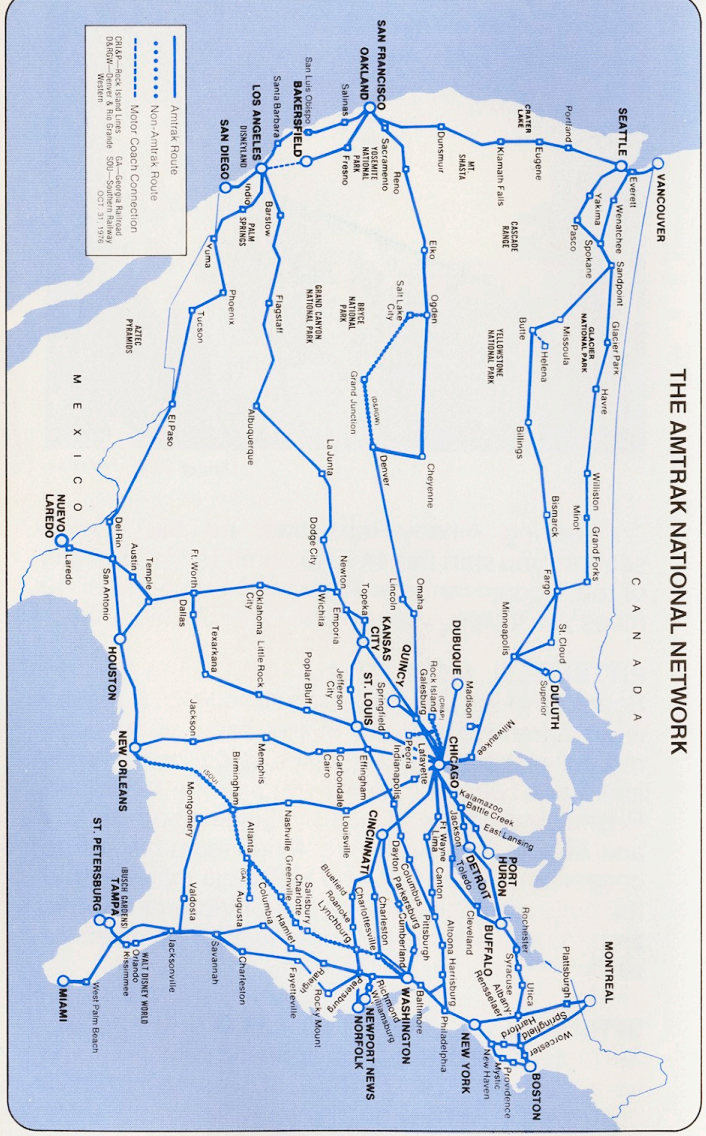 THE AMTRAK NATIONAL NETWORK
CANADA
VANCOUVER
SEATTLE
Everett
Wenatchee
Yakima
Pasco
Spokane
Sandpoint
Glacier Park
GLACIER
NATIONAL PARK
Havre
Williston
Minot
Grand Forks
Missoula
Butte
Helena
Billings
Bismarck
Fargo
St. Cloud
Minneapolis
DULUTH
Superior
YELLOWSTONE
NATIONAL PARK
CASCADE
RANGE
Portland
CRATER
LAKE
Eugene
Klamath Falls
MT.
SHASTA
Dunsmuir
SAN FRANCISCO
OAKLAND
Sacramento
Reno
Elko
Ogden
Salt Lake
City
Grand Junction
(D&RGW)
Denver
Cheyenne
YOSEMITE
NATIONAL
PARK
Salinas
Fresno
San Luis Obispo
BAKERSFIELD
Santa Barbara
LOS ANGELES
DISNEYLAND
SAN DIEGO
Indio
PALM
SPRINGS
Barstow
BRYCE
NATIONAL
PARK
GRAND CANYON
NATIONAL PARK
Flagstaff
Albuquerque
La Junta
Dodge City
Yuma
Phoenix
Tucson
AZTEC
PYRAMIDS
El Paso
MEXICO
Del Rio
NUEVO
LAREDO
Laredo
San Antonio
Austin
Temple
Ft. Worth
Dallas
HOUSTON
Texarkana
Little Rock
Poplar Bluff
Oklahoma
City
Wichita
Newton
Emporia
Topeka
KANSAS
CITY
Lincoln
Omaha
QUINCY
Galesburg
Rock Island
(CRI&P)
DUBUQUE
Madison
Milwaukee
CHICAGO
Springfield
Peoria
ST. LOUIS
Jefferson
City
Effingham
Carbondale
Cairo
Memphis
Jackson
NEW ORLEANS
(SOU)
Lafayette
Indianapolis
Louisville
Nashville
Birmingham
Montgomery
Kalamazoo
Battle Creek
East Lansing
PORT
HURON
Jackson
DETROIT
Toledo
Ft. Wayne
Lima
Canton
Cleveland
CINCINNATI
Dayton
Columbus
Parkersburg
Cumberland
Pittsburgh
Altoona
Harrisburg
Charleston
Charlottesville
Bluefield
Roanoke
Lynchburg
Atlanta
(GA)
Augusta
Greenville
Charlotte
Salisbury
Columbia
Hamlet
Raleigh
Fayetteville
Rocky Mount
Petersburg
Richmond
Williamsburg
NEWPORT NEWS
NORFOLK
WASHINGTON
Baltimore
Philadelphia
NEW YORK
BUFFALO
Rochester
Syracuse
Utica
Albany-
Rensselaer
Plattsburgh
MONTREAL
Springfield
Hartford
Worcester
BOSTON
Providence
Mystic
New Haven
Charleston
Savannah
Jacksonville
Valdosta
WALT DISNEY WORLD
Orlando
Kissimmee
ST. PETERSBURG
TAMPA
(BUSCH GARDENS)
West Palm Beach
MIAMI
Amtrak Route
Non-Amtrak Route
Motor Coach Connection
CRI&P—Rock Island Lines GA—Georgia Railroad
D&RGW—Denver & Rio Grande SOU—Southern Railway
Western OCT. 31, 1976